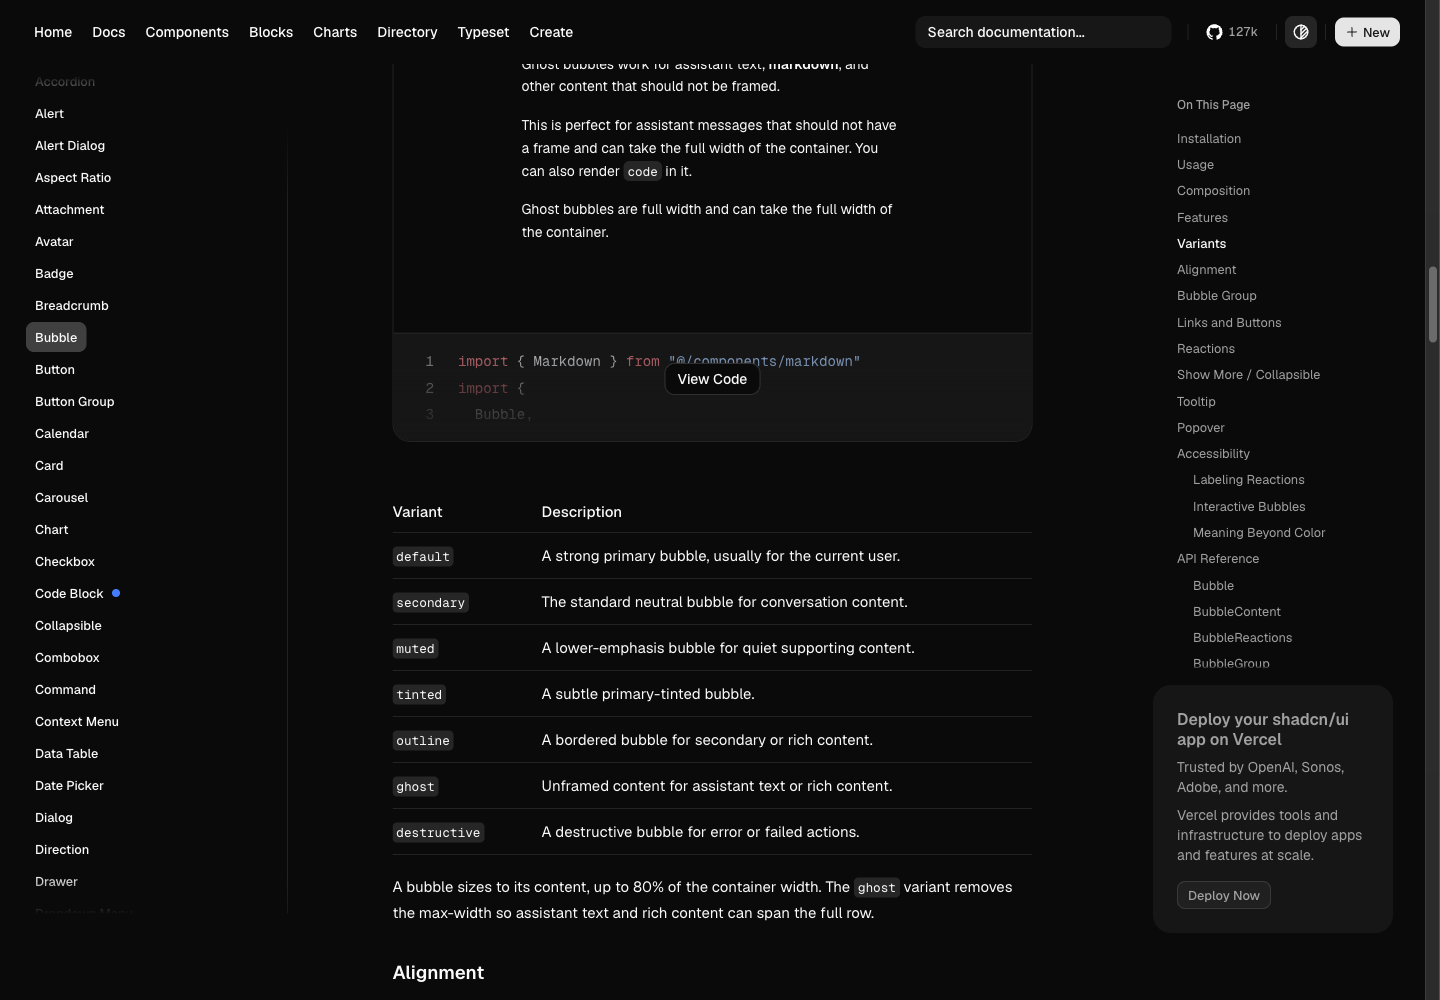 Home Docs Components Blocks Charts Directory Typeset Create
Search documentation...
127k
New
Accordion
Alert
Alert Dialog
Aspect Ratio
Attachment
Avatar
Badge
Breadcrumb
Bubble
Button
Button Group
Calendar
Card
Carousel
Chart
Checkbox
Code Block
Collapsible
Combobox
Command
Context Menu
Data Table
Date Picker
Dialog
Direction
Drawer
Dropdown Menu
Ghost bubbles work for assistant text, markdown, and
other content that should not be framed.
This is perfect for assistant messages that should not have
a frame and can take the full width of the container. You
can also render code in it.
Ghost bubbles are full width and can take the full width of
the container.
1 import { Markdown } from "@/components/markdown"
2 import {
3 Bubble,
View Code
Variant Description
default A strong primary bubble, usually for the current user.
secondary The standard neutral bubble for conversation content.
muted A lower-emphasis bubble for quiet supporting content.
tinted A subtle primary-tinted bubble.
outline A bordered bubble for secondary or rich content.
ghost Unframed content for assistant text or rich content.
destructive A destructive bubble for error or failed actions.
A bubble sizes to its content, up to 80% of the container width. The ghost variant removes
the max-width so assistant text and rich content can span the full row.
Alignment
On This Page
Installation
Usage
Composition
Features
Variants
Alignment
Bubble Group
Links and Buttons
Reactions
Show More / Collapsible
Tooltip
Popover
Accessibility
Labeling Reactions
Interactive Bubbles
Meaning Beyond Color
API Reference
Bubble
BubbleContent
BubbleReactions
BubbleGroup
Deploy your shadcn/ui
app on Vercel
Trusted by OpenAI, Sonos,
Adobe, and more.
Vercel provides tools and
infrastructure to deploy apps
and features at scale.
Deploy Now